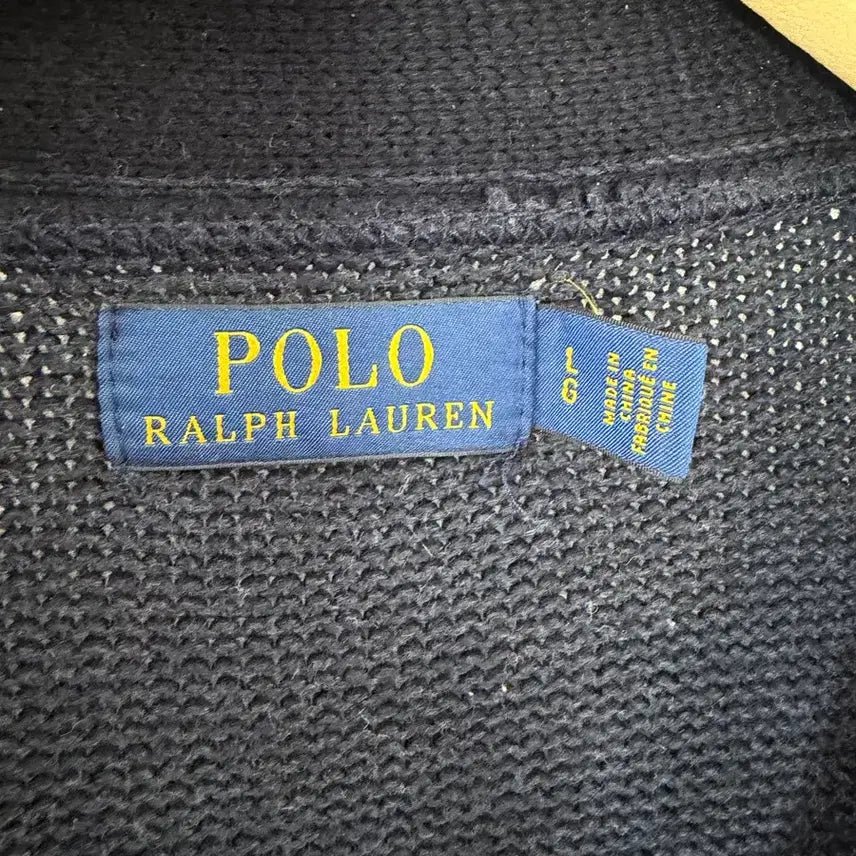 POLO
RALPH LAUREN
L
G
MADE IN
CHINA
FABRIQUÉ EN
CHINE